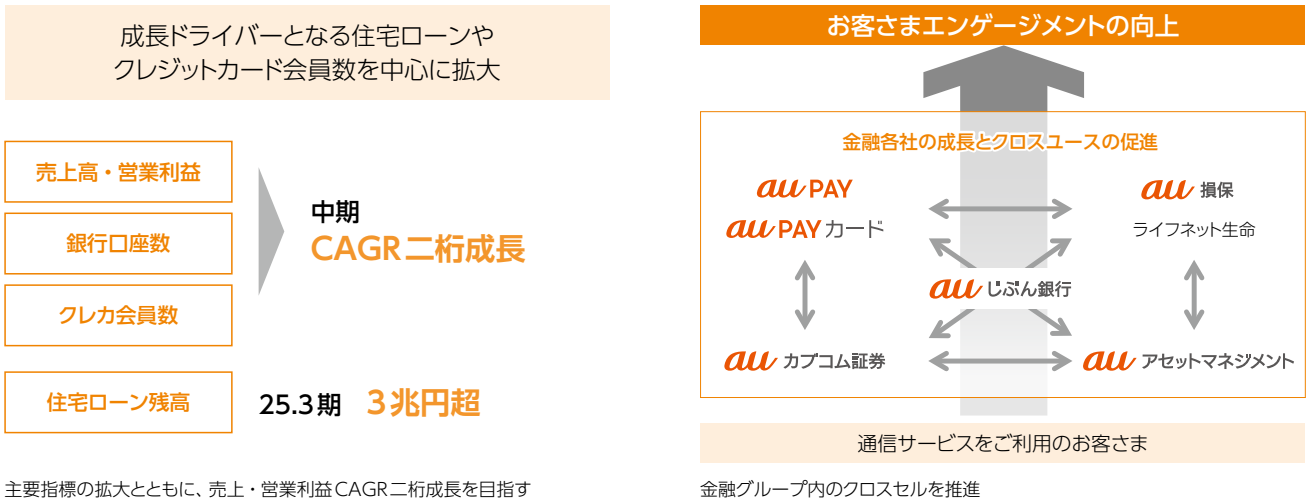 成長ドライバーとなる住宅ローンや
クレジットカード会員数を中心に拡大
売上高・営業利益
銀行口座数
クレカ会員数
中期
CAGR二桁成長
住宅ローン残高
25.3期 3兆円超
主要指標の拡大とともに、売上・営業利益CAGR二桁成長を目指す
お客さまエンゲージメントの向上
金融各社の成長とクロスユースの促進
au PAY
au PAY カード
au 損保
ライフネット生命
au じぶん銀行
au カブコム証券
au アセットマネジメント
通信サービスをご利用のお客さま
金融グループ内のクロスセルを推進